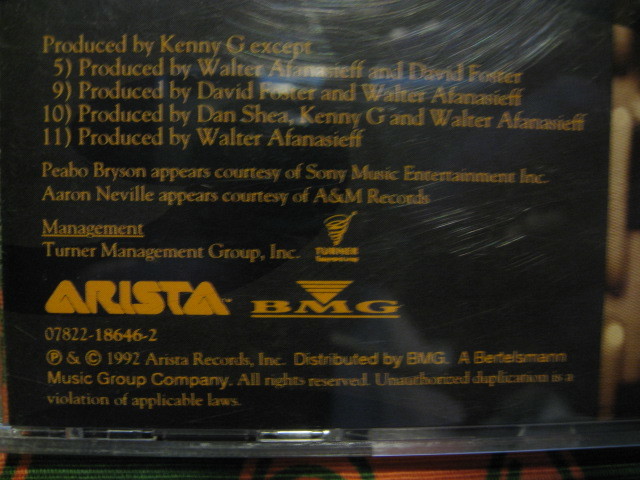 Produced by Kenny G except
5) Produced by Walter Afanasieff and David Foster
9) Produced by David Foster and Walter Afanasieff
10) Produced by Dan Shea, Kenny G and Walter Afanasieff
11) Produced by Walter Afanasieff
Peabo Bryson appears courtesy of Sony Music Entertainment Inc.
Aaron Neville appears courtesy of A&M Records
Management
Turner Management Group, Inc.
TURNER
ARISTA™ BMG
07822-18646-2
℗ & © 1992 Arista Records, Inc. Distributed by BMG. A Bertelsmann
Music Group Company. All rights reserved. Unauthorized duplication is a
violation of applicable laws.